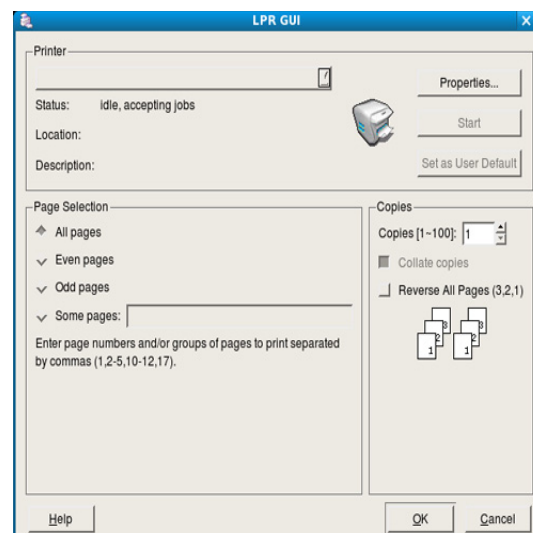 LPR GUI
Printer
Properties...
Status: idle, accepting jobs
Start
Location:
Description:
Set as User Default
Page Selection
All pages
Even pages
Odd pages
Some pages:
Enter page numbers and/or groups of pages to print separated
by commas (1,2-5,10-12,17).
Copies
Copies [1~100]: 1
Collate copies
Reverse All Pages (3,2,1)
3 3
2 2
1 1
Help
OK
Cancel